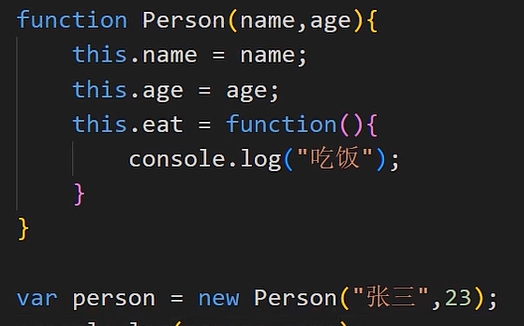 function Person(name,age){
    this.name = name;
    this.age = age;
    this.eat = function(){
        console.log("吃饭");
    }
}
var person = new Person("张三",23);